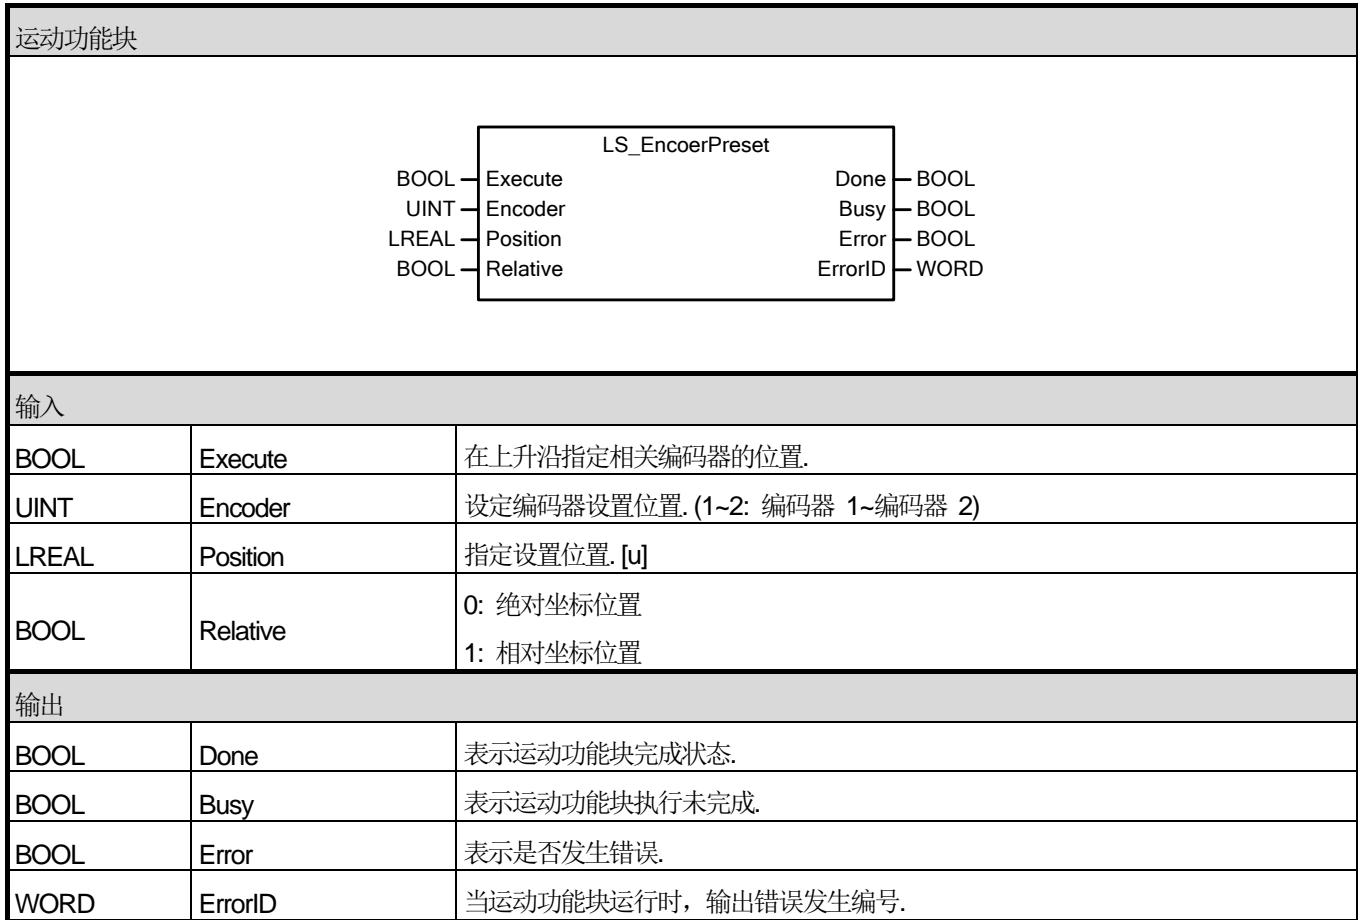 运动功能块
LS_EncoerPreset
BOOL Execute Done BOOL
UINT Encoder Busy BOOL
LREAL Position Error BOOL
BOOL Relative ErrorID WORD
输入
BOOL Execute 在上升沿指定相关编码器的位置.
UINT Encoder 设定编码器设置位置. (1~2: 编码器 1~编码器 2)
LREAL Position 指定设置位置. [u]
BOOL Relative 0: 绝对坐标位置
1: 相对坐标位置
输出
BOOL Done 表示运动功能块完成状态.
BOOL Busy 表示运动功能块执行未完成.
BOOL Error 表示是否发生错误.
WORD ErrorID 当运动功能块运行时，输出错误发生编号.